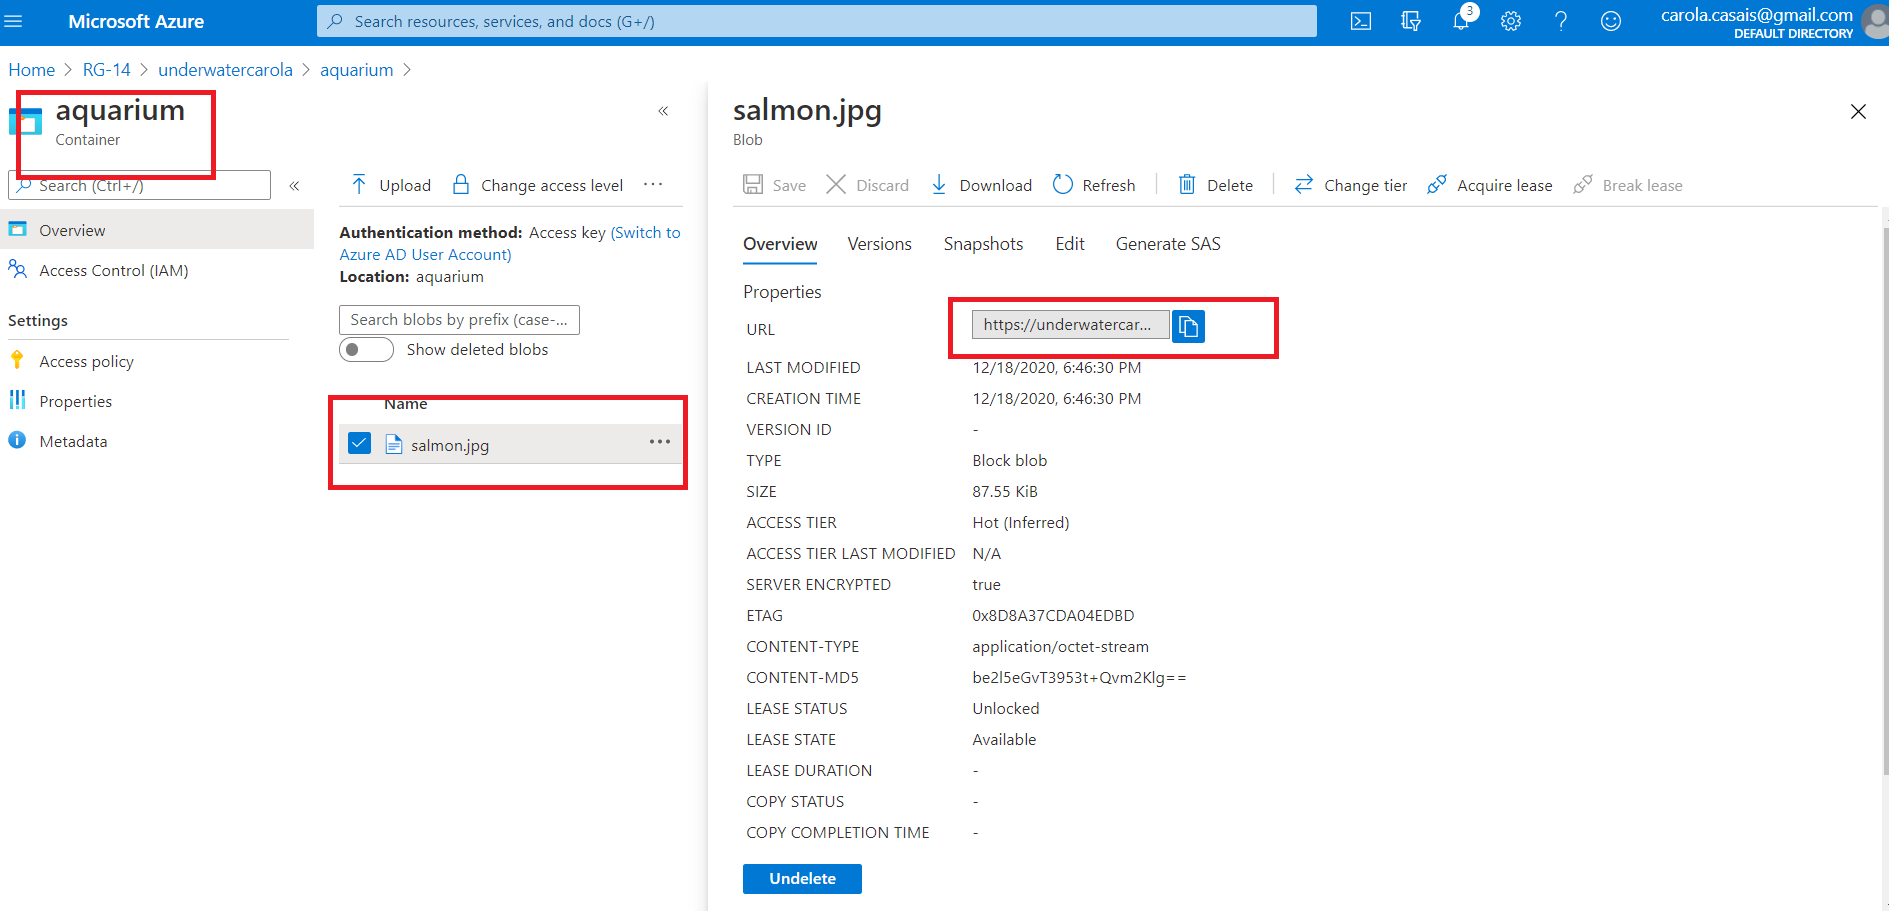 Microsoft Azure
Search resources, services, and docs (G+/)
3
carola.casais@gmail.com
DEFAULT DIRECTORY
Home > RG-14 > underwatercarola > aquarium >
aquarium
Container
Search (Ctrl+/)
Overview
Access Control (IAM)
Settings
Access policy
Properties
Metadata
Upload
Change access level
Authentication method: Access key (Switch to
Azure AD User Account)
Location: aquarium
Search blobs by prefix (case-...
Show deleted blobs
Name
salmon.jpg
salmon.jpg
Blob
Save
Discard
Download
Refresh
Delete
Change tier
Acquire lease
Break lease
Overview
Versions
Snapshots
Edit
Generate SAS
Properties
URL https://underwatercar...
LAST MODIFIED 12/18/2020, 6:46:30 PM
CREATION TIME 12/18/2020, 6:46:30 PM
VERSION ID -
TYPE Block blob
SIZE 87.55 KiB
ACCESS TIER Hot (Inferred)
ACCESS TIER LAST MODIFIED N/A
SERVER ENCRYPTED true
ETAG 0x8D8A37CDA04EDBD
CONTENT-TYPE application/octet-stream
CONTENT-MD5 be2l5eGvT3953t+Qvm2Klg==
LEASE STATUS Unlocked
LEASE STATE Available
LEASE DURATION -
COPY STATUS -
COPY COMPLETION TIME -
Undelete